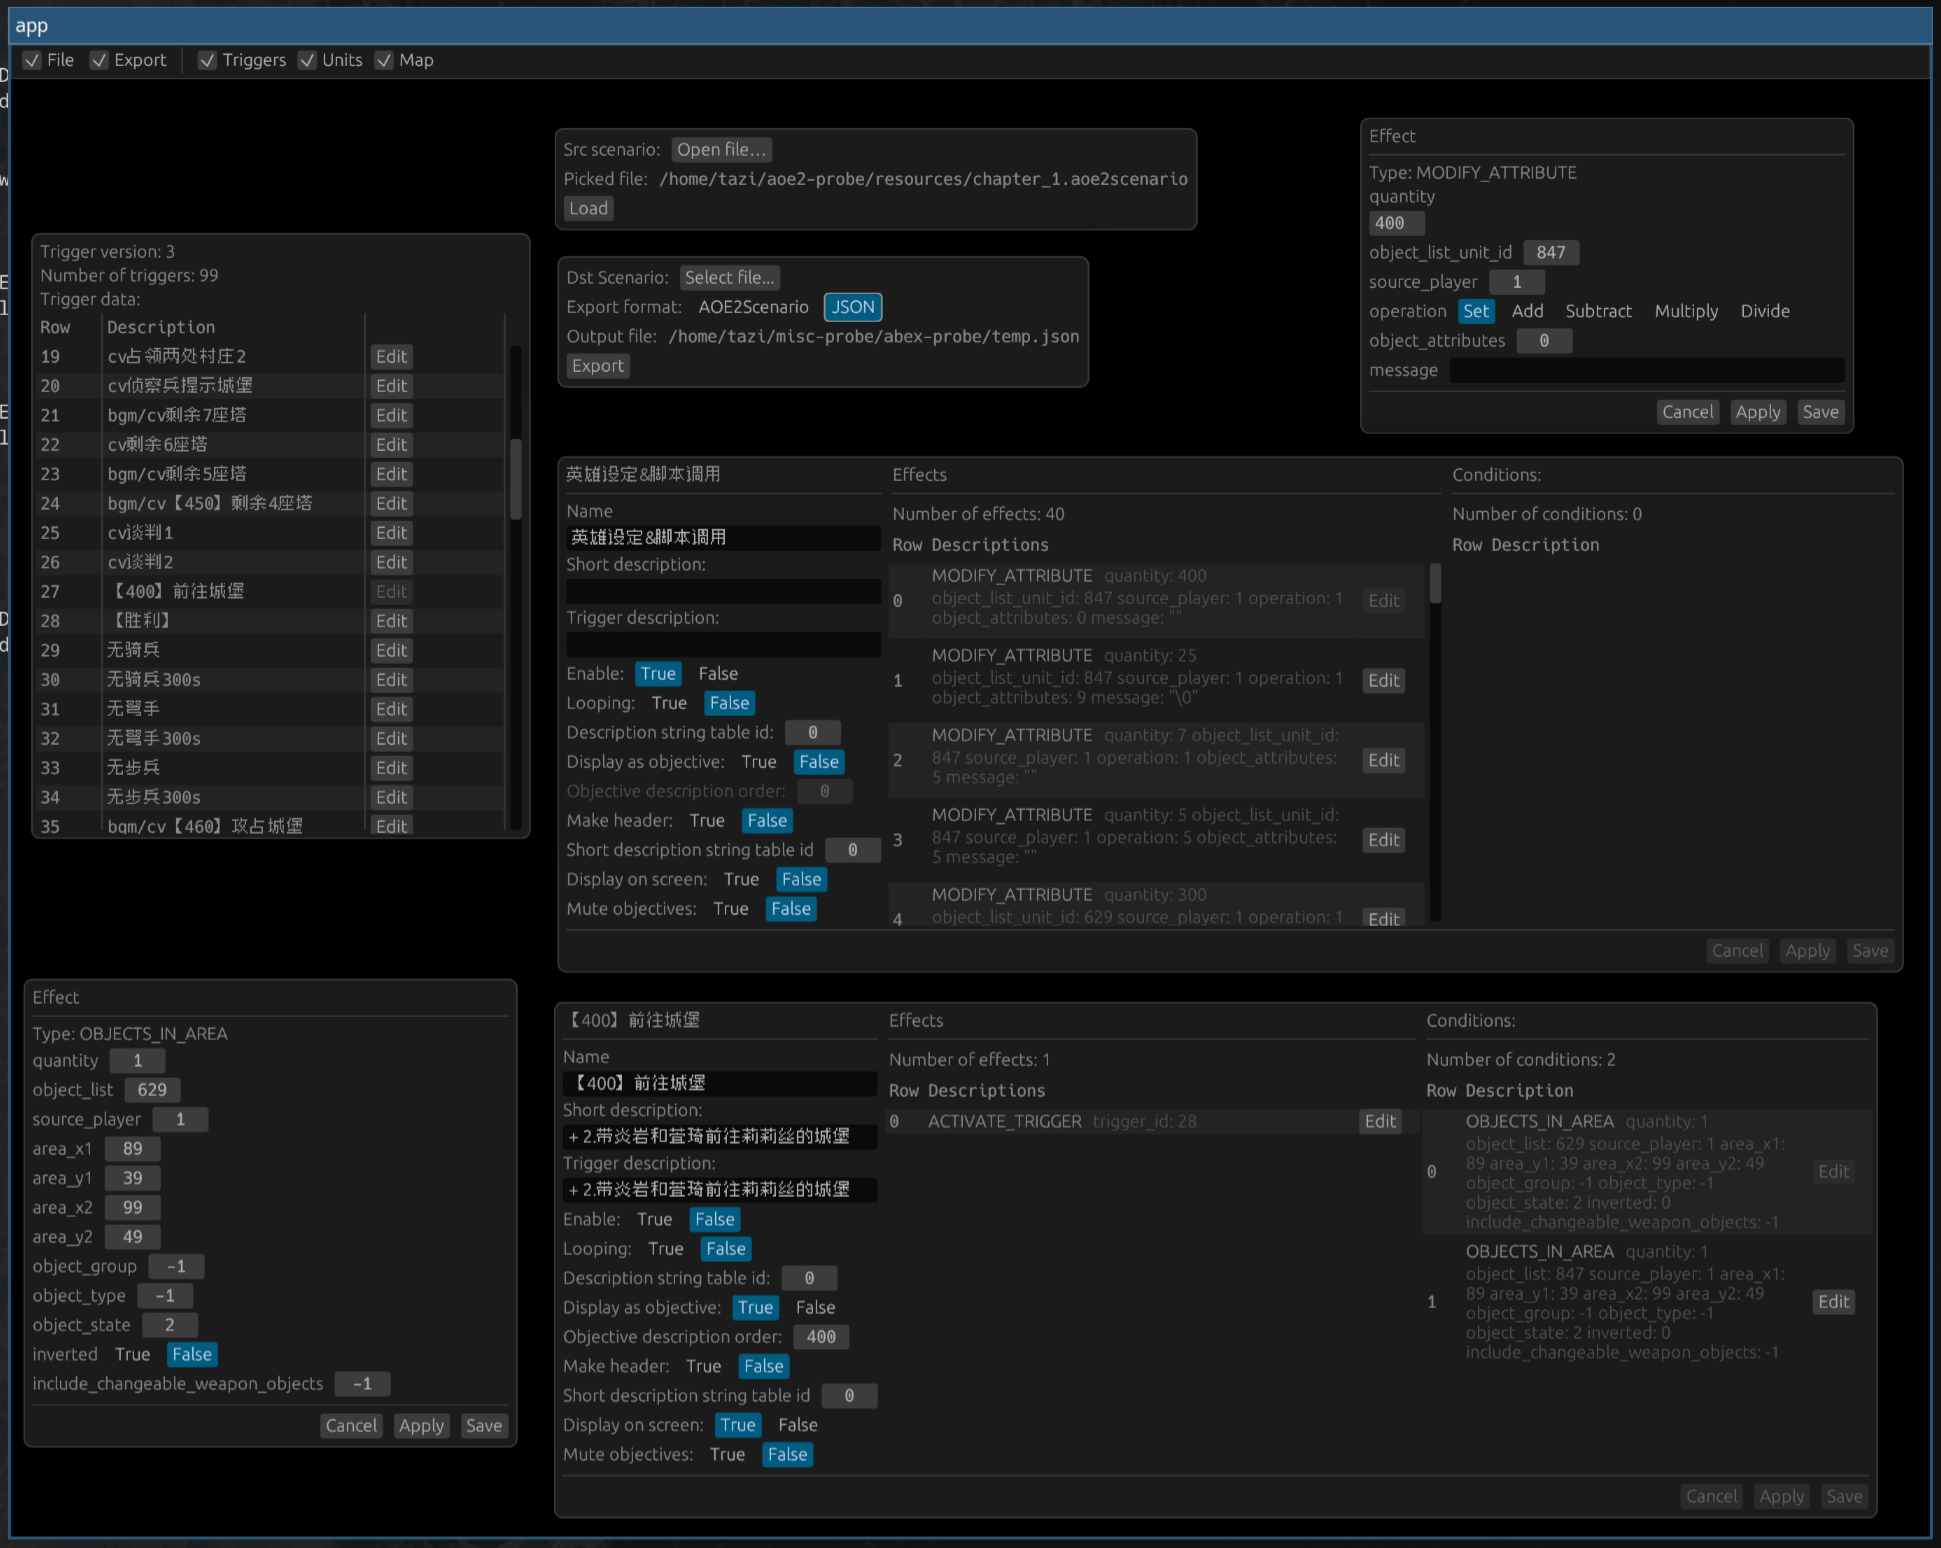 app
File Export Triggers Units Map
Src scenario: Open file...
Picked file: /home/tazi/aoe2-probe/resources/chapter_1.aoe2scenario
Load
Dst Scenario: Select file...
Export format: AOE2Scenario JSON
Output file: /home/tazi/misc-probe/abex-probe/temp.json
Export
Effect
Type: MODIFY_ATTRIBUTE
quantity
400
object_list_unit_id 847
source_player 1
operation Set Add Subtract Multiply Divide
object_attributes 0
message
Cancel Apply Save
Trigger version: 3
Number of triggers: 99
Trigger data:
Row Description
19 cv占领两处村庄2 Edit
20 cv侦察兵提示城堡 Edit
21 bgm/cv剩余7座塔 Edit
22 cv剩余6座塔 Edit
23 bgm/cv剩余5座塔 Edit
24 bgm/cv【450】剩余4座塔 Edit
25 cv谈判1 Edit
26 cv谈判2 Edit
27 【400】前往城堡 Edit
28 【胜利】 Edit
29 无骑兵 Edit
30 无骑兵300s Edit
31 无弩手 Edit
32 无弩手300s Edit
33 无步兵 Edit
34 无步兵300s Edit
35 bgm/cv【460】攻占城堡 Edit
英雄设定&脚本调用
Name
英雄设定&脚本调用
Short description:
Trigger description:
Enable: True False
Looping: True False
Description string table id: 0
Display as objective: True False
Objective description order: 0
Make header: True False
Short description string table id 0
Display on screen: True False
Mute objectives: True False
Effects
Number of effects: 40
Row Descriptions
0 MODIFY_ATTRIBUTE quantity: 400
object_list_unit_id: 847 source_player: 1 operation: 1
object_attributes: 0 message: ""
Edit
1 MODIFY_ATTRIBUTE quantity: 25
object_list_unit_id: 847 source_player: 1 operation: 1
object_attributes: 9 message: "\0"
Edit
2 MODIFY_ATTRIBUTE quantity: 7 object_list_unit_id:
847 source_player: 1 operation: 1 object_attributes:
5 message: ""
Edit
3 MODIFY_ATTRIBUTE quantity: 5 object_list_unit_id:
847 source_player: 1 operation: 5 object_attributes:
5 message: ""
Edit
4 MODIFY_ATTRIBUTE quantity: 300
object_list_unit_id: 629 source_player: 1 operation: 1
Edit
Conditions:
Number of conditions: 0
Row Description
Cancel Apply Save
Effect
Type: OBJECTS_IN_AREA
quantity 1
object_list 629
source_player 1
area_x1 89
area_y1 39
area_x2 99
area_y2 49
object_group -1
object_type -1
object_state 2
inverted True False
include_changeable_weapon_objects -1
Cancel Apply Save
【400】前往城堡
Name
【400】前往城堡
Short description:
+ 2.带炎岩和萱琦前往莉莉丝的城堡
Trigger description:
+ 2.带炎岩和萱琦前往莉莉丝的城堡
Enable: True False
Looping: True False
Description string table id: 0
Display as objective: True False
Objective description order: 400
Make header: True False
Short description string table id 0
Display on screen: True False
Mute objectives: True False
Effects
Number of effects: 1
Row Descriptions
0 ACTIVATE_TRIGGER trigger_id: 28 Edit
Conditions:
Number of conditions: 2
Row Description
0 OBJECTS_IN_AREA quantity: 1
object_list: 629 source_player: 1 area_x1:
89 area_y1: 39 area_x2: 99 area_y2: 49
object_group: -1 object_type: -1
object_state: 2 inverted: 0
include_changeable_weapon_objects: -1
Edit
1 OBJECTS_IN_AREA quantity: 1
object_list: 847 source_player: 1 area_x1:
89 area_y1: 39 area_x2: 99 area_y2: 49
object_group: -1 object_type: -1
object_state: 2 inverted: 0
include_changeable_weapon_objects: -1
Edit
Cancel Apply Save